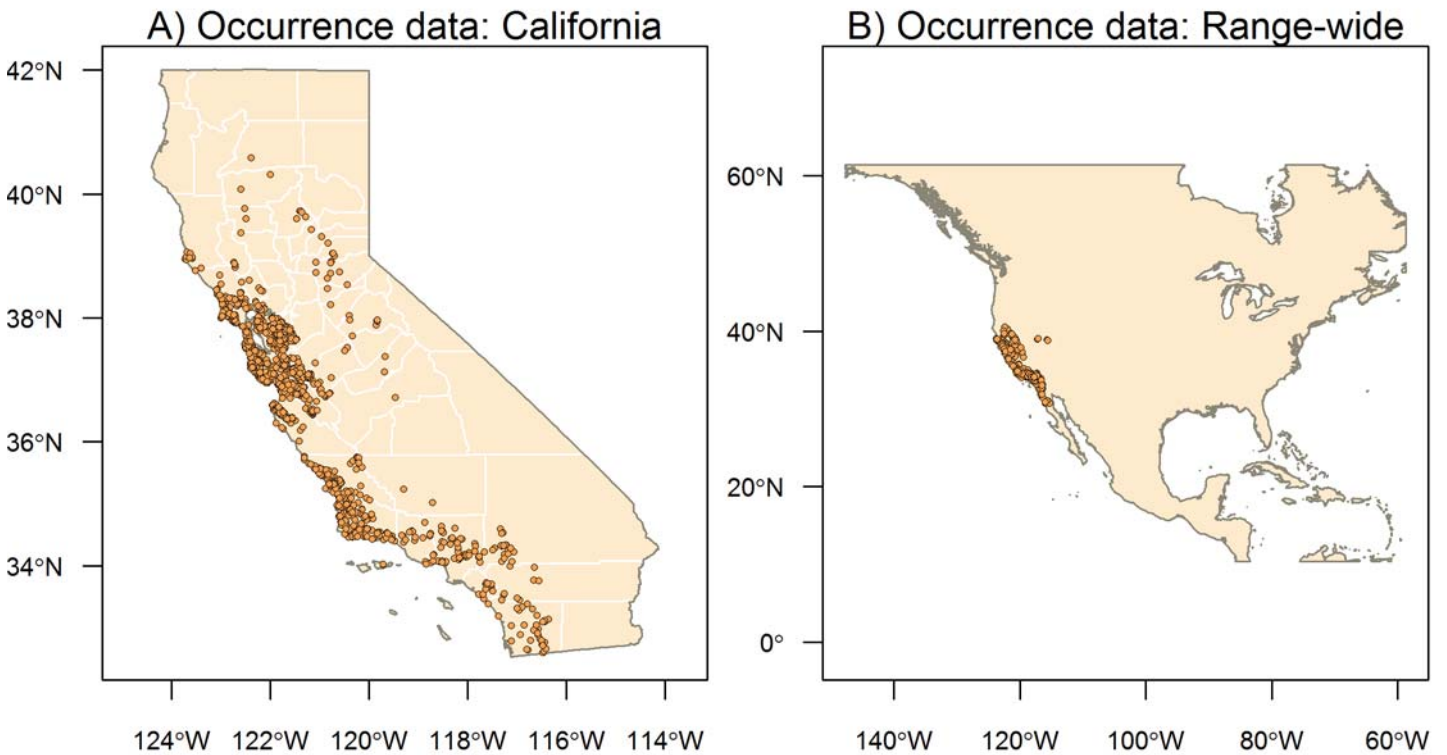 A) Occurrence data: California
42°N
40°N
38°N
36°N
34°N
124°W 122°W 120°W 118°W 116°W 114°W
B) Occurrence data: Range-wide
60°N
40°N
20°N
0°
140°W 120°W 100°W 80°W 60°W